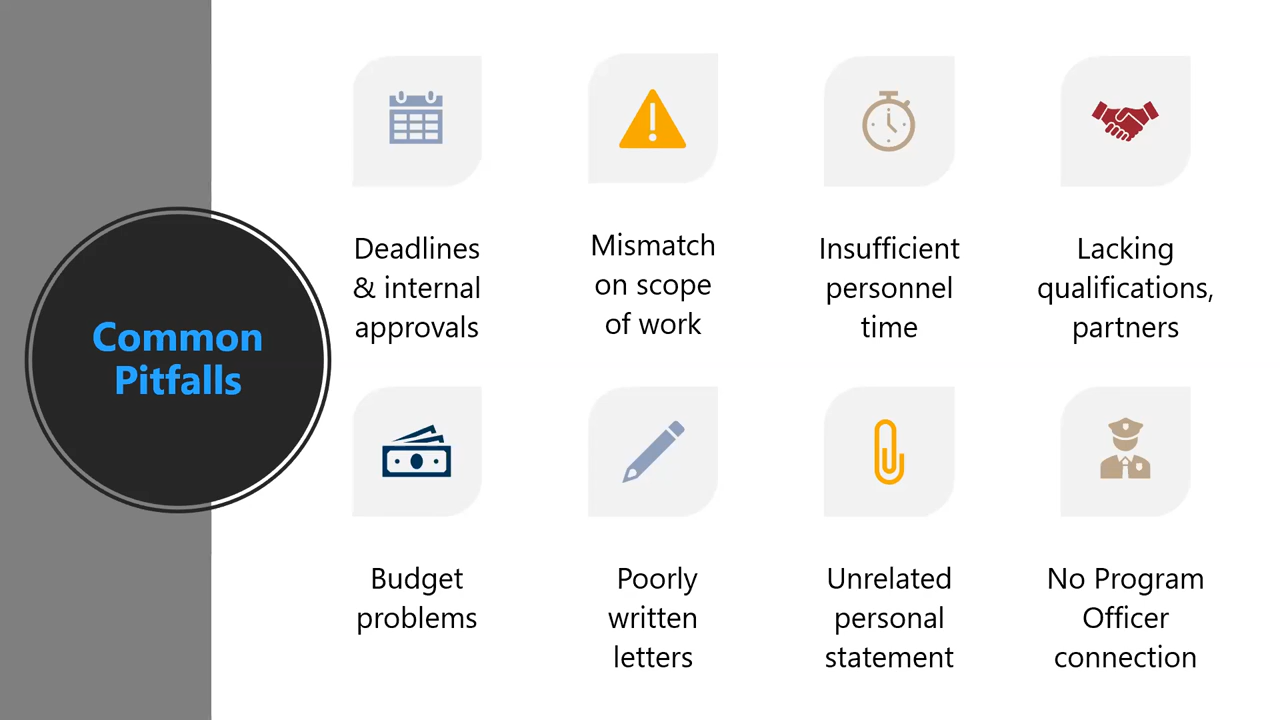 Common
Pitfalls
Deadlines
& internal
approvals
Mismatch
on scope
of work
Insufficient
personnel
time
Lacking
qualifications,
partners
Budget
problems
Poorly
written
letters
Unrelated
personal
statement
No Program
Officer
connection